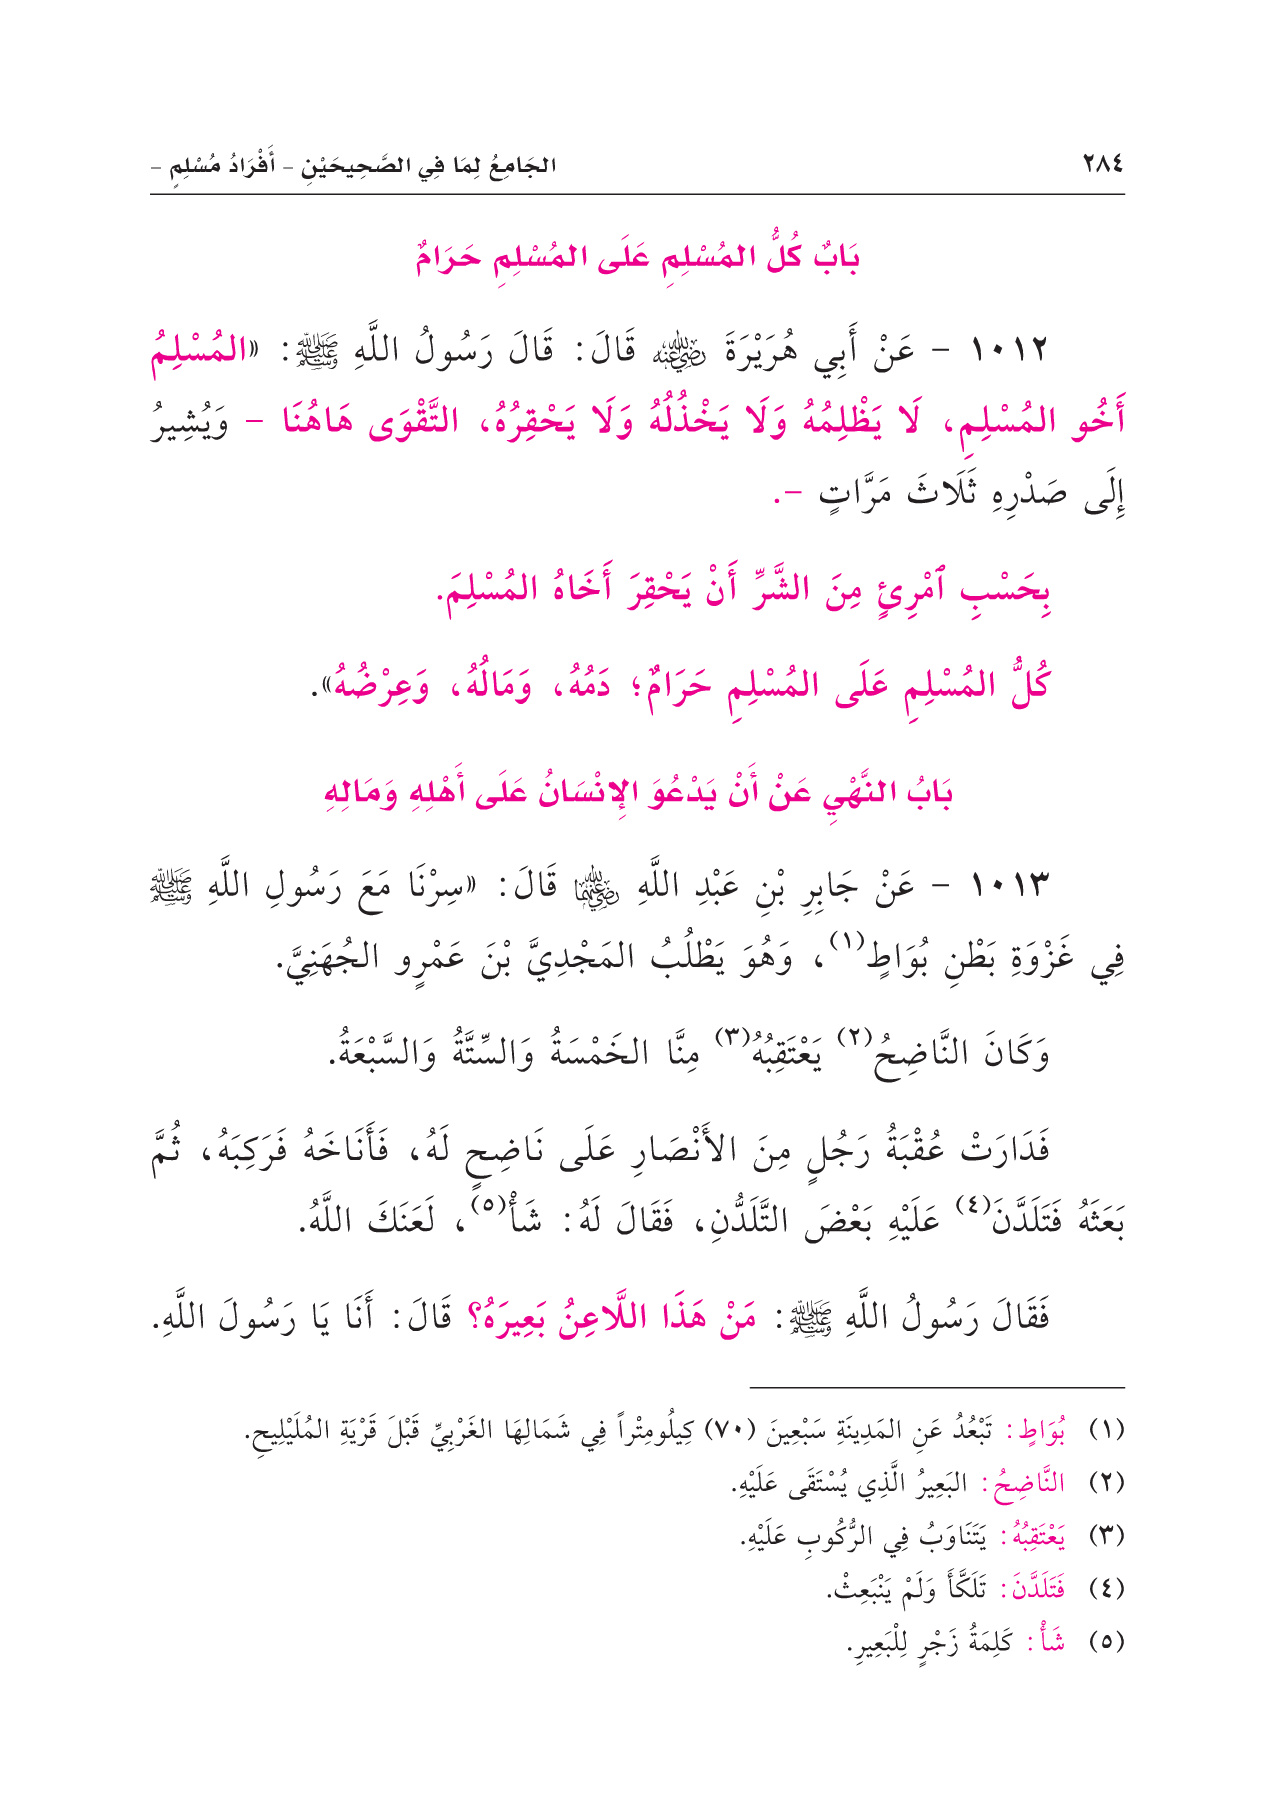 ٢٨٤ الجَامِعُ لِمَا فِي الصَّحِيحَيْنِ - أَفْرَادُ مُسْلِمٍ -
بَابٌ كُلُّ المُسْلِمِ عَلَى المُسْلِمِ حَرَامٌ
١٠١٢ - عَنْ أَبِي هُرَيْرَةَ رضي الله عنه قَالَ: قَالَ رَسُولُ اللَّهِ ﷺ: «المُسْلِمُ
أَخُو المُسْلِمِ، لَا يَظْلِمُهُ وَلَا يَخْذُلُهُ وَلَا يَحْقِرُهُ، التَّقْوَى هَاهُنَا - وَيُشِيرُ
إِلَى صَدْرِهِ ثَلَاثَ مَرَّاتٍ -.
بِحَسْبِ ٱمْرِئٍ مِنَ الشَّرِّ أَنْ يَحْقِرَ أَخَاهُ المُسْلِمَ.
كُلُّ المُسْلِمِ عَلَى المُسْلِمِ حَرَامٌ؛ دَمُهُ، وَمَالُهُ، وَعِرْضُهُ».
بَابُ النَّهْيِ عَنْ أَنْ يَدْعُوَ الإِنْسَانُ عَلَى أَهْلِهِ وَمَالِهِ
١٠١٣ - عَنْ جَابِرِ بْنِ عَبْدِ اللَّهِ رضي الله عنهما قَالَ: «سِرْنَا مَعَ رَسُولِ اللَّهِ ﷺ
فِي غَزْوَةِ بَطْنِ بُوَاطٍ(١)، وَهُوَ يَطْلُبُ المَجْدِيَّ بْنَ عَمْرٍو الجُهَنِيَّ.
وَكَانَ النَّاضِحُ(٢) يَعْتَقِبُهُ(٣) مِنَّا الخَمْسَةُ وَالسِّتَّةُ وَالسَّبْعَةُ.
فَدَارَتْ عُقْبَةُ رَجُلٍ مِنَ الأَنْصَارِ عَلَى نَاضِحٍ لَهُ، فَأَنَاخَهُ فَرَكِبَهُ، ثُمَّ
بَعَثَهُ فَتَلَدَّنَ(٤) عَلَيْهِ بَعْضَ التَّلَدُّنِ، فَقَالَ لَهُ: شَأْ(٥)، لَعَنَكَ اللَّهُ.
فَقَالَ رَسُولُ اللَّهِ ﷺ: مَنْ هَذَا اللَّاعِنُ بَعِيرَهُ؟ قَالَ: أَنَا يَا رَسُولَ اللَّهِ.
(١) بُوَاطٍ: تَبْعُدُ عَنِ المَدِينَةِ سَبْعِينَ (٧٠) كِيلُومِتْراً فِي شَمَالِهَا الغَرْبِيِّ قَبْلَ قَرْيَةِ المُلَيْلِيحِ.
(٢) النَّاضِحُ: البَعِيرُ الَّذِي يُسْتَقَى عَلَيْهِ.
(٣) يَعْتَقِبُهُ: يَتَنَاوَبُ فِي الرُّكُوبِ عَلَيْهِ.
(٤) فَتَلَدَّنَ: تَلَكَّأَ وَلَمْ يَنْبَعِثْ.
(٥) شَأْ: كَلِمَةُ زَجْرٍ لِلْبَعِيرِ.